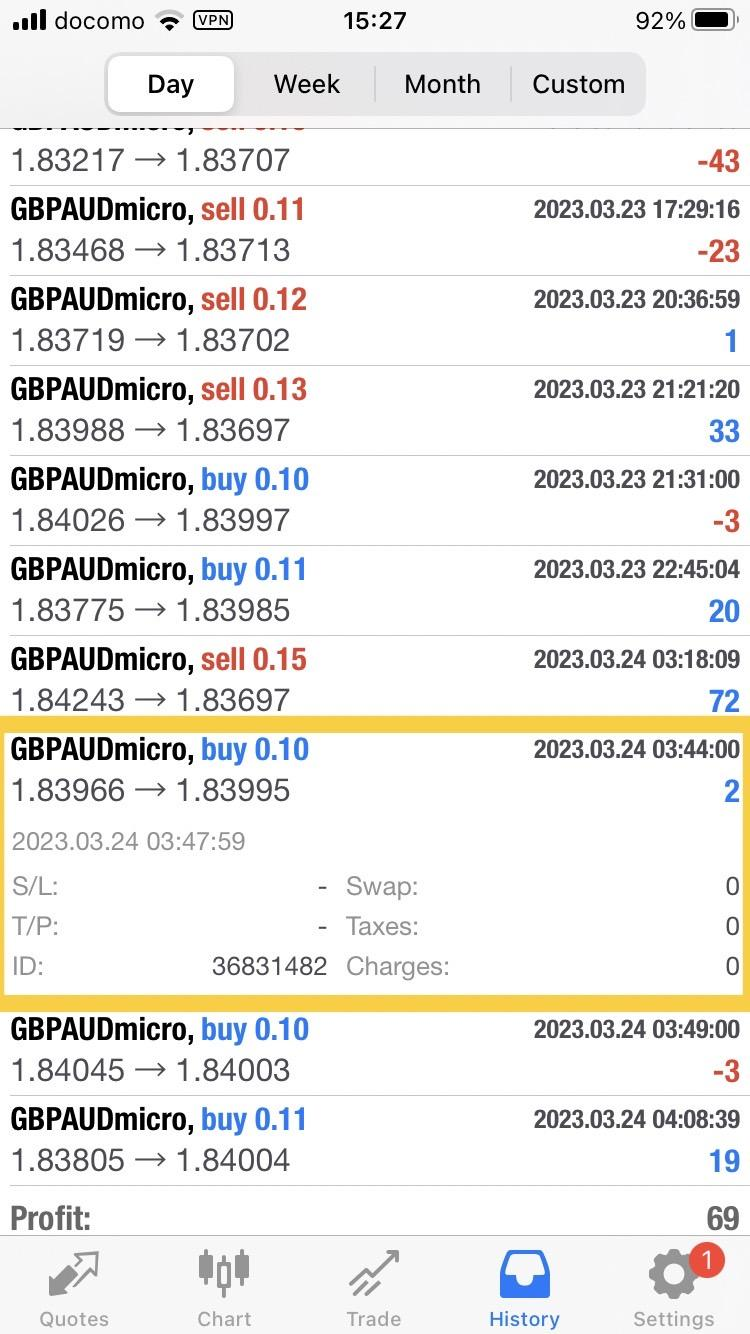 docomo VPN 15:27 92%
Day Week Month Custom
GBPAUDmicro,
1.83217 → 1.83707 -43
GBPAUDmicro, sell 0.11 2023.03.23 17:29:16
1.83468 → 1.83713 -23
GBPAUDmicro, sell 0.12 2023.03.23 20:36:59
1.83719 → 1.83702 1
GBPAUDmicro, sell 0.13 2023.03.23 21:21:20
1.83988 → 1.83697 33
GBPAUDmicro, buy 0.10 2023.03.23 21:31:00
1.84026 → 1.83997 -3
GBPAUDmicro, buy 0.11 2023.03.23 22:45:04
1.83775 → 1.83985 20
GBPAUDmicro, sell 0.15 2023.03.24 03:18:09
1.84243 → 1.83697 72
GBPAUDmicro, buy 0.10 2023.03.24 03:44:00
1.83966 → 1.83995 2
2023.03.24 03:47:59
S/L: - Swap: 0
T/P: - Taxes: 0
ID: 36831482 Charges: 0
GBPAUDmicro, buy 0.10 2023.03.24 03:49:00
1.84045 → 1.84003 -3
GBPAUDmicro, buy 0.11 2023.03.24 04:08:39
1.83805 → 1.84004 19
Profit: 69
1
Quotes Chart Trade History Settings